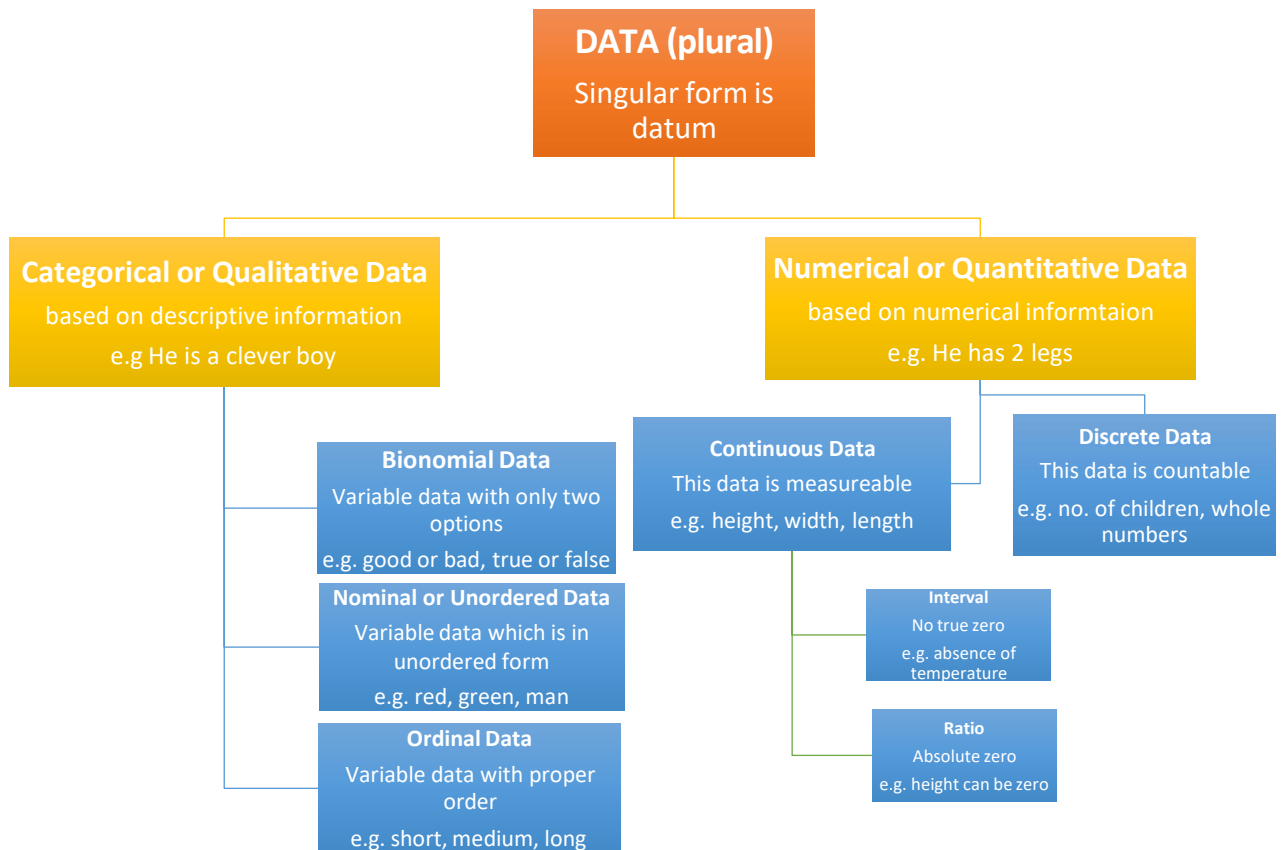 DATA (plural)
Singular form is
datum
Categorical or Qualitative Data
based on descriptive information
e.g He is a clever boy
Numerical or Quantitative Data
based on numerical informtaion
e.g. He has 2 legs
Bionomial Data
Variable data with only two
options
e.g. good or bad, true or false
Nominal or Unordered Data
Variable data which is in
unordered form
e.g. red, green, man
Ordinal Data
Variable data with proper
order
e.g. short, medium, long
Continuous Data
This data is measureable
e.g. height, width, length
Discrete Data
This data is countable
e.g. no. of children, whole
numbers
Interval
No true zero
e.g. absence of
temperature
Ratio
Absolute zero
e.g. height can be zero